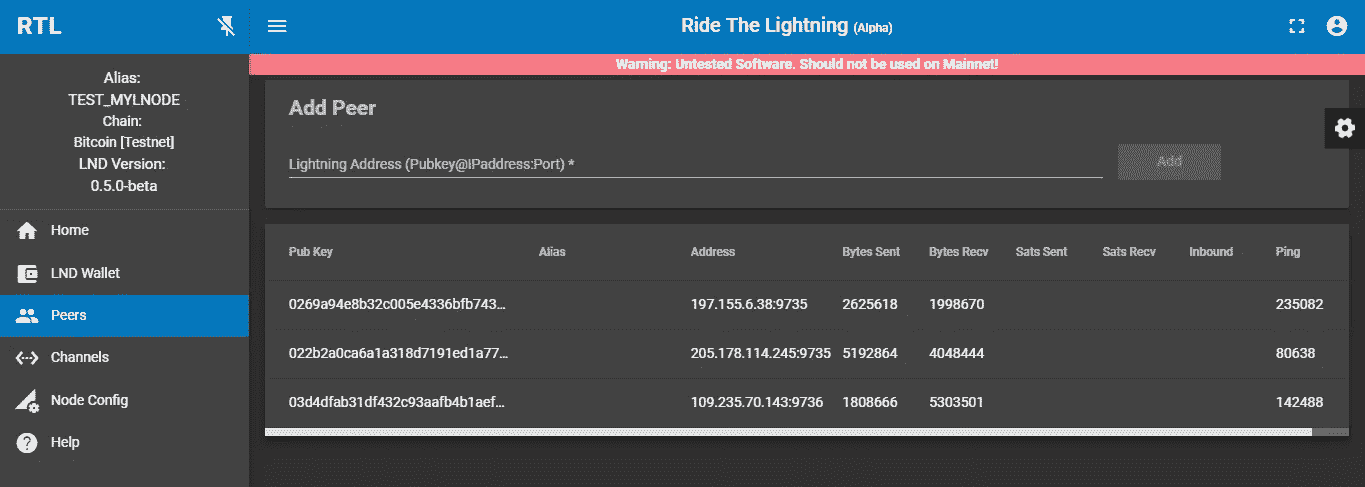 RTL
Ride The Lightning (Alpha)
Warning: Untested Software. Should not be used on Mainnet!
Alias:
TEST_MYLNODE
Chain:
Bitcoin [Testnet]
LND Version:
0.5.0-beta
Home
LND Wallet
Peers
Channels
Node Config
Help
Add Peer
Lightning Address (Pubkey@IPaddress:Port) *
Add
Pub Key Alias Address Bytes Sent Bytes Recv Sats Sent Sats Recv Inbound Ping
0269a94e8b32c005e4336bfb743... 197.155.6.38:9735 2625618 1998670 235082
022b2a0ca6a1a318d7191ed1a77... 205.178.114.245:9735 5192864 4048444 80638
03d4dfab31df432c93aafb4b1aef... 109.235.70.143:9736 1808666 5303501 142488